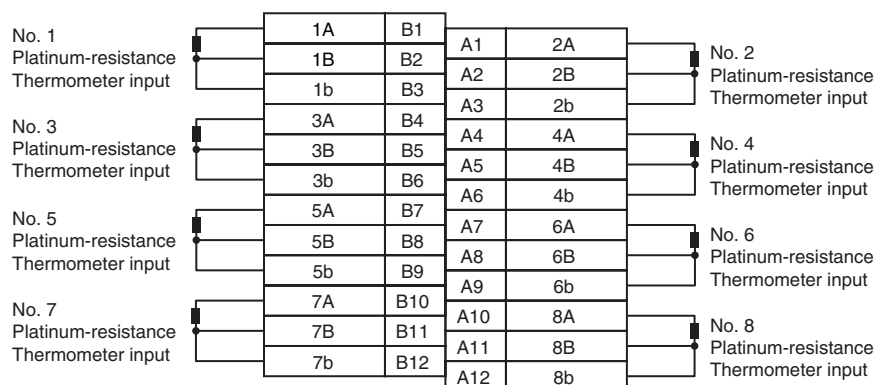 No. 1
Platinum-resistance
Thermometer input
No. 3
Platinum-resistance
Thermometer input
No. 5
Platinum-resistance
Thermometer input
No. 7
Platinum-resistance
Thermometer input
1A B1
1B B2
1b B3
3A B4
3B B5
3b B6
5A B7
5B B8
5b B9
7A B10
7B B11
7b B12
A1 2A
A2 2B
A3 2b
A4 4A
A5 4B
A6 4b
A7 6A
A8 6B
A9 6b
A10 8A
A11 8B
A12 8b
No. 2
Platinum-resistance
Thermometer input
No. 4
Platinum-resistance
Thermometer input
No. 6
Platinum-resistance
Thermometer input
No. 8
Platinum-resistance
Thermometer input